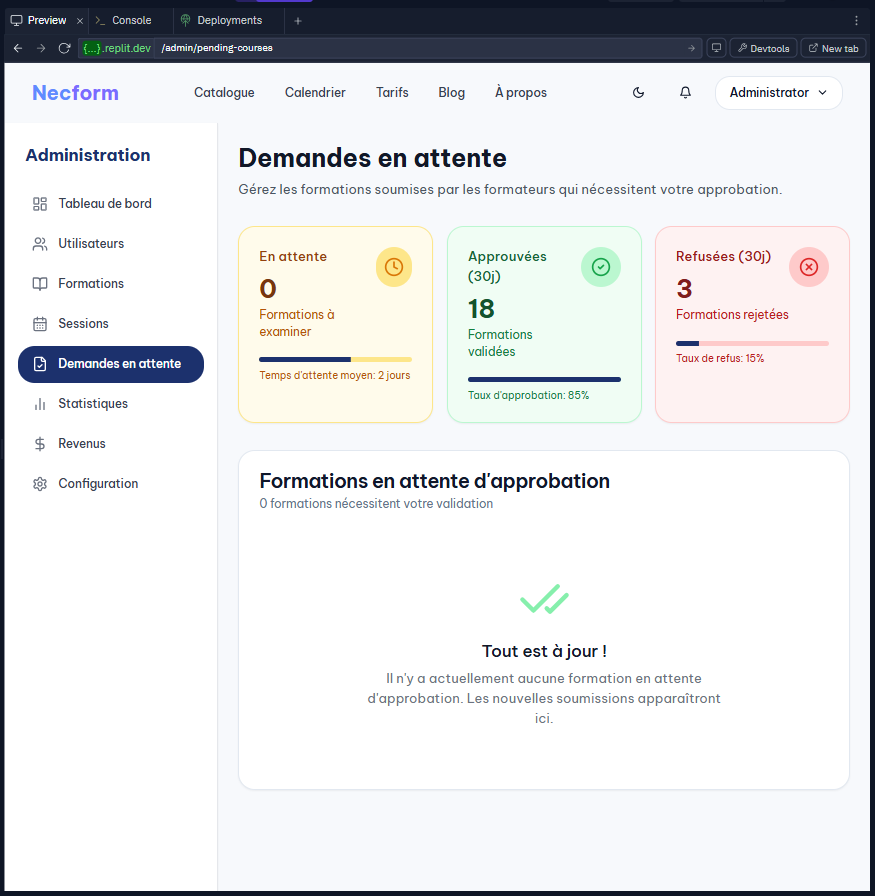 Preview
Console
Deployments
{...}.replit.dev /admin/pending-courses
Devtools
New tab
Necform
Catalogue
Calendrier
Tarifs
Blog
À propos
Administrator
Administration
Tableau de bord
Utilisateurs
Formations
Sessions
Demandes en attente
Statistiques
Revenus
Configuration
Demandes en attente
Gérez les formations soumises par les formateurs qui nécessitent votre approbation.
En attente
0
Formations à
examiner
Temps d'attente moyen: 2 jours
Approuvées
(30j)
18
Formations
validées
Taux d'approbation: 85%
Refusées (30j)
3
Formations rejetées
Taux de refus: 15%
Formations en attente d'approbation
0 formations nécessitent votre validation
Tout est à jour !
Il n'y a actuellement aucune formation en attente
d'approbation. Les nouvelles soumissions apparaîtront
ici.